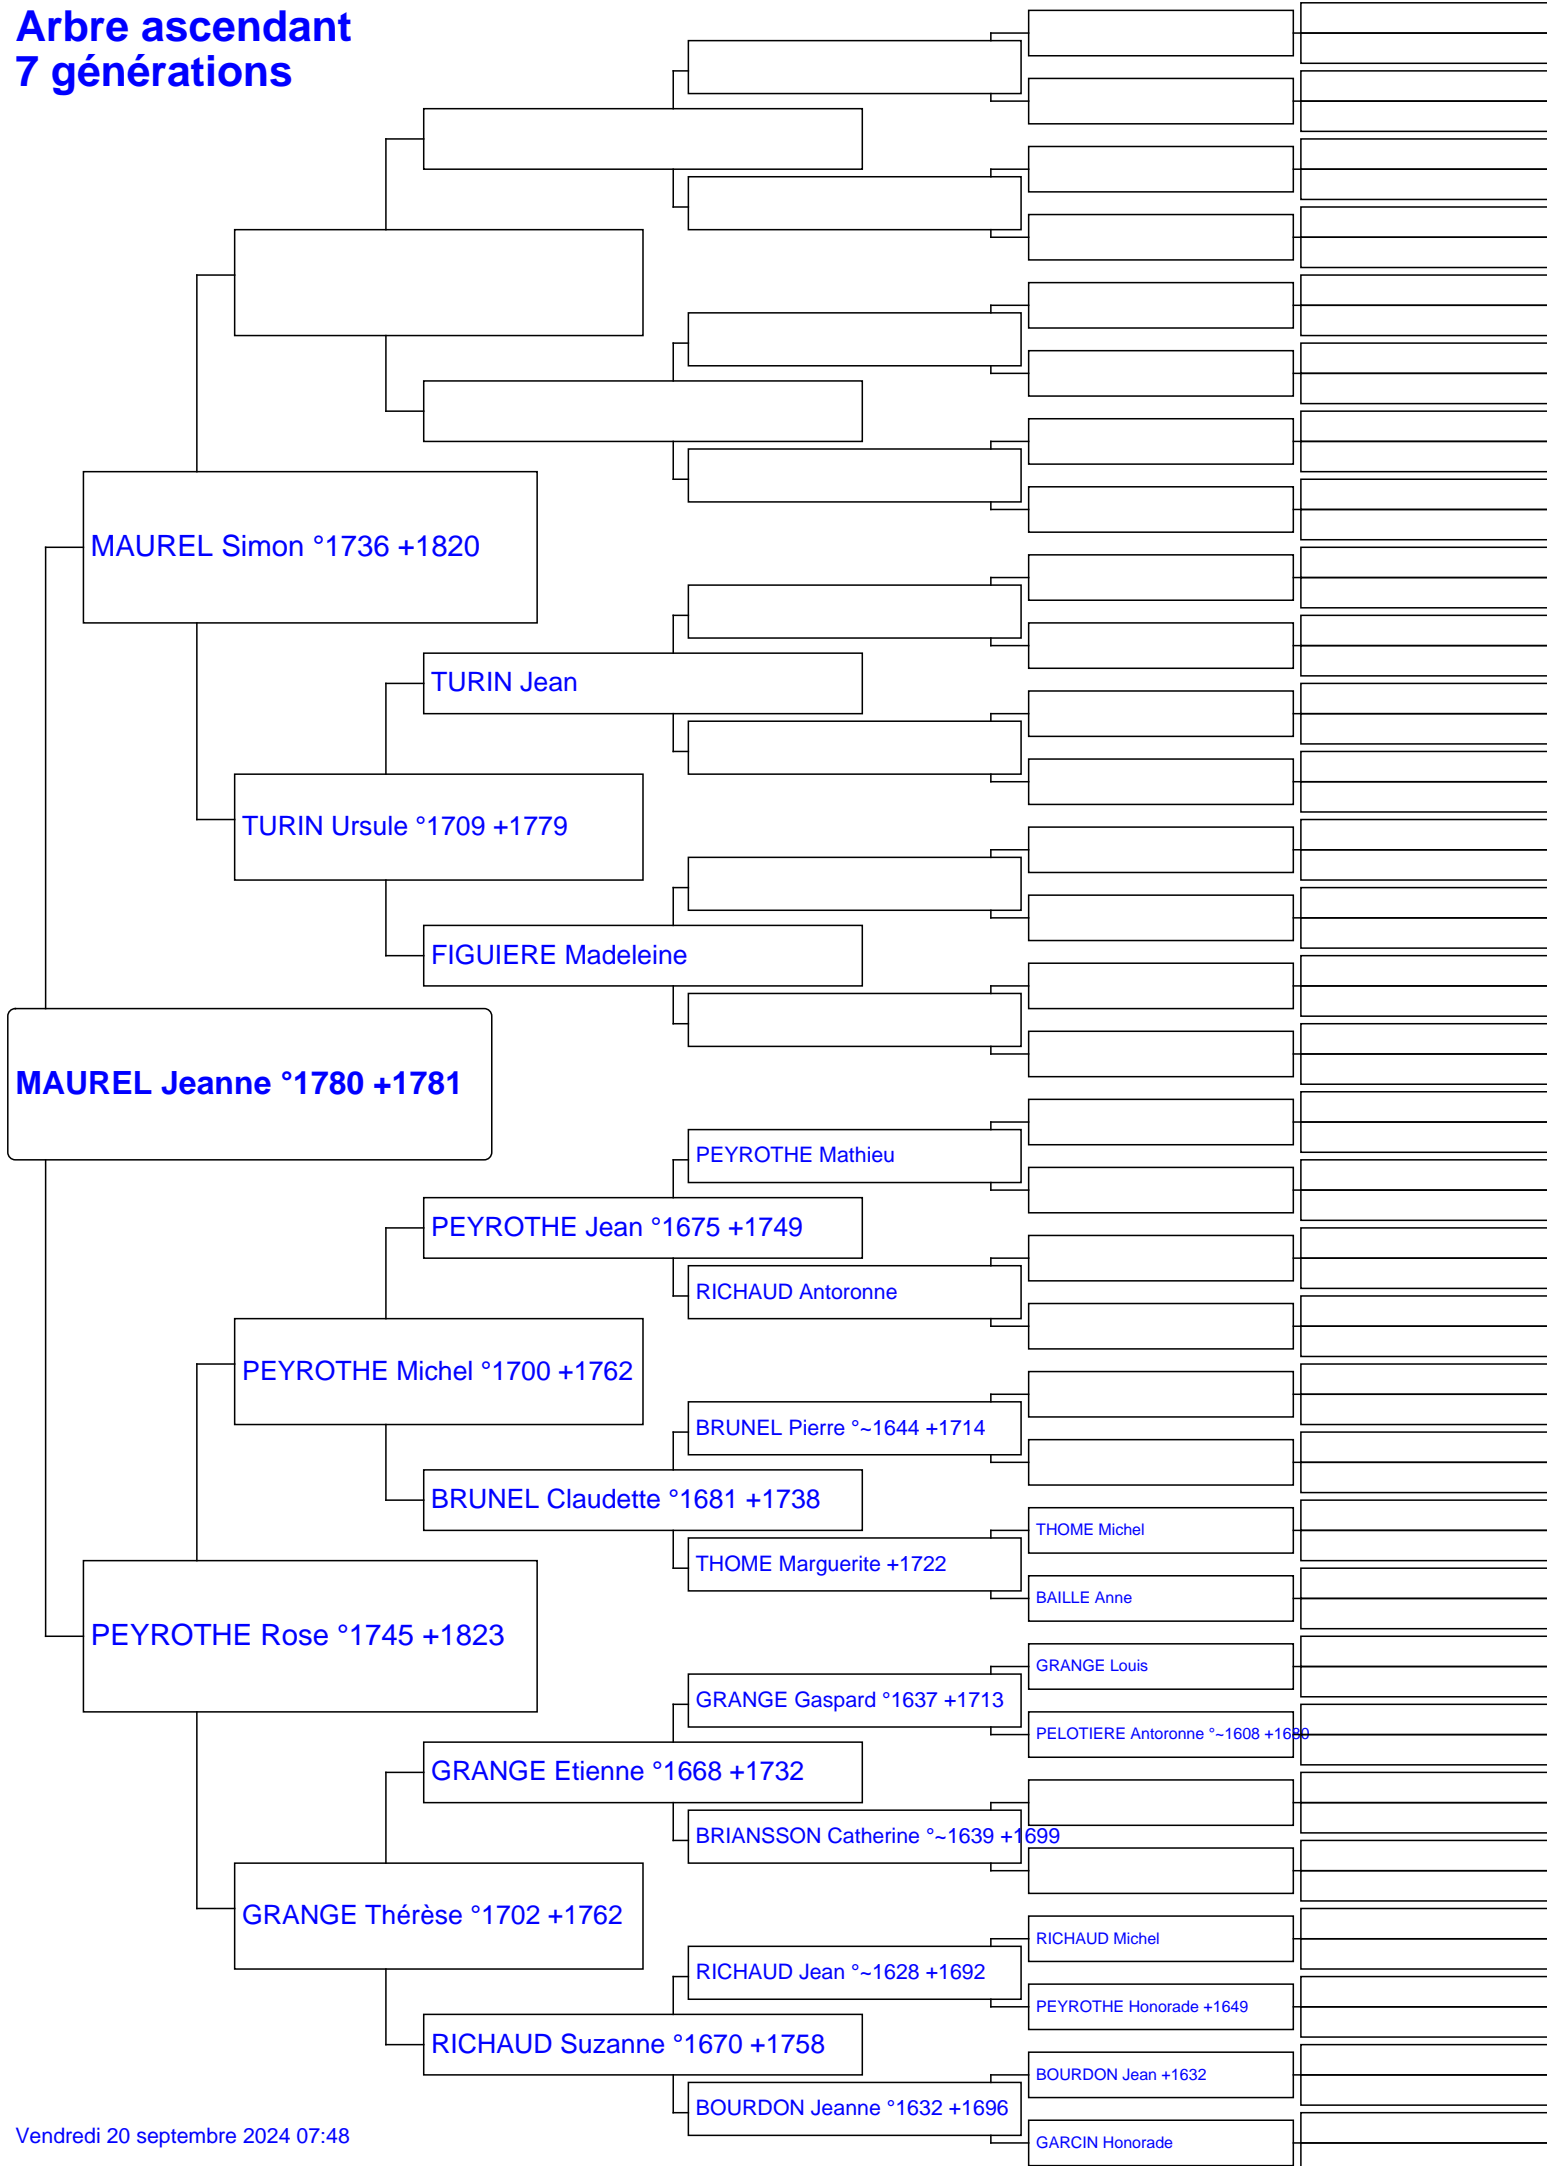 Arbre ascendant
7 générations
MAUREL Simon °1736 +1820
TURIN Jean
TURIN Ursule °1709 +1779
FIGUIERE Madeleine
MAUREL Jeanne °1780 +1781
PEYROTHE Mathieu
PEYROTHE Jean °1675 +1749
RICHAUD Antoronne
PEYROTHE Michel °1700 +1762
BRUNEL Pierre °~1644 +1714
BRUNEL Claudette °1681 +1738
THOME Michel
THOME Marguerite +1722
BAILLE Anne
PEYROTHE Rose °1745 +1823
GRANGE Louis
GRANGE Gaspard °1637 +1713
PELOTIERE Antoronne °~1608 +1680
GRANGE Etienne °1668 +1732
BRIANSSON Catherine °~1639 +1699
GRANGE Thérèse °1702 +1762
RICHAUD Michel
RICHAUD Jean °~1628 +1692
PEYROTHE Honorade +1649
RICHAUD Suzanne °1670 +1758
BOURDON Jean +1632
BOURDON Jeanne °1632 +1696
GARCIN Honorade
Vendredi 20 septembre 2024 07:48